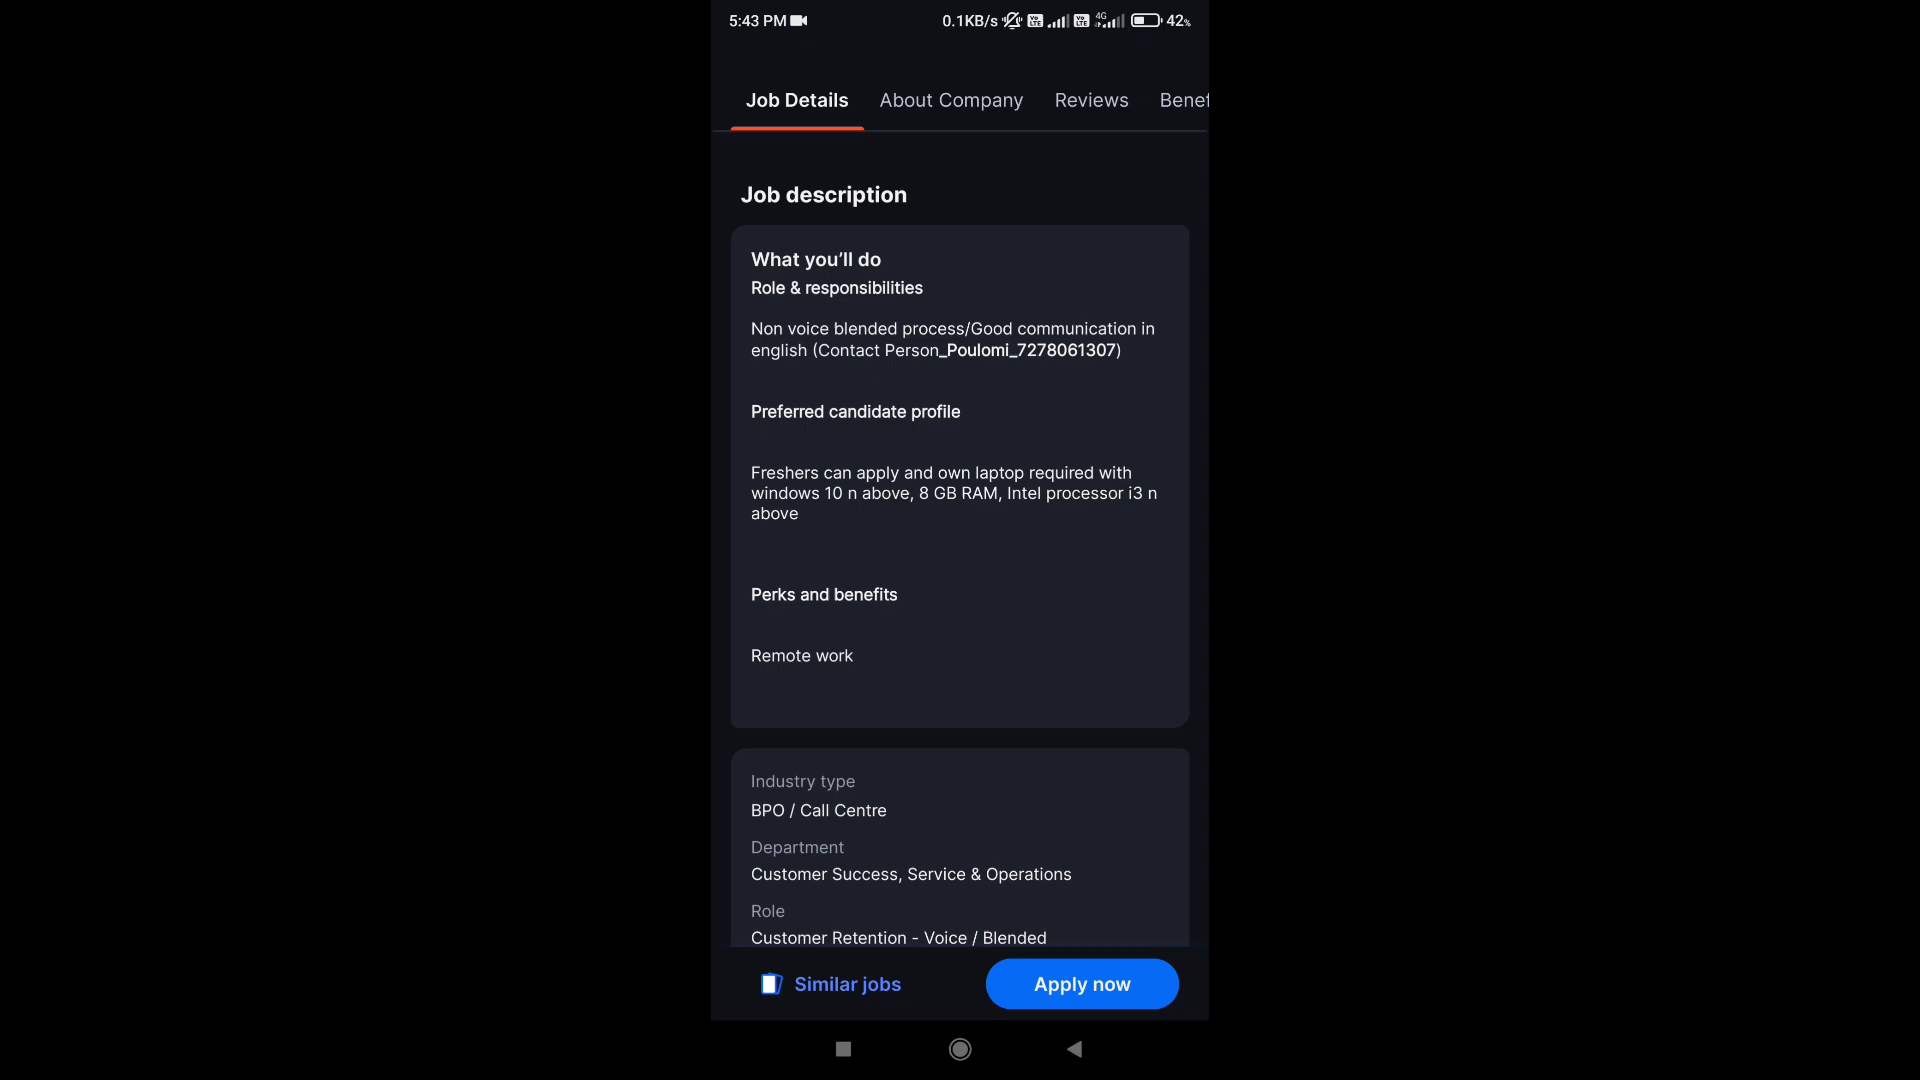 5:43 PM 0.1KB/s 4G 42%
Job Details About Company Reviews Benef
Job description
What you’ll do
Role & responsibilities
Non voice blended process/Good communication in
english (Contact Person_Poulomi_7278061307)
Preferred candidate profile
Freshers can apply and own laptop required with
windows 10 n above, 8 GB RAM, Intel processor i3 n
above
Perks and benefits
Remote work
Industry type
BPO / Call Centre
Department
Customer Success, Service & Operations
Role
Customer Retention - Voice / Blended
Similar jobs Apply now